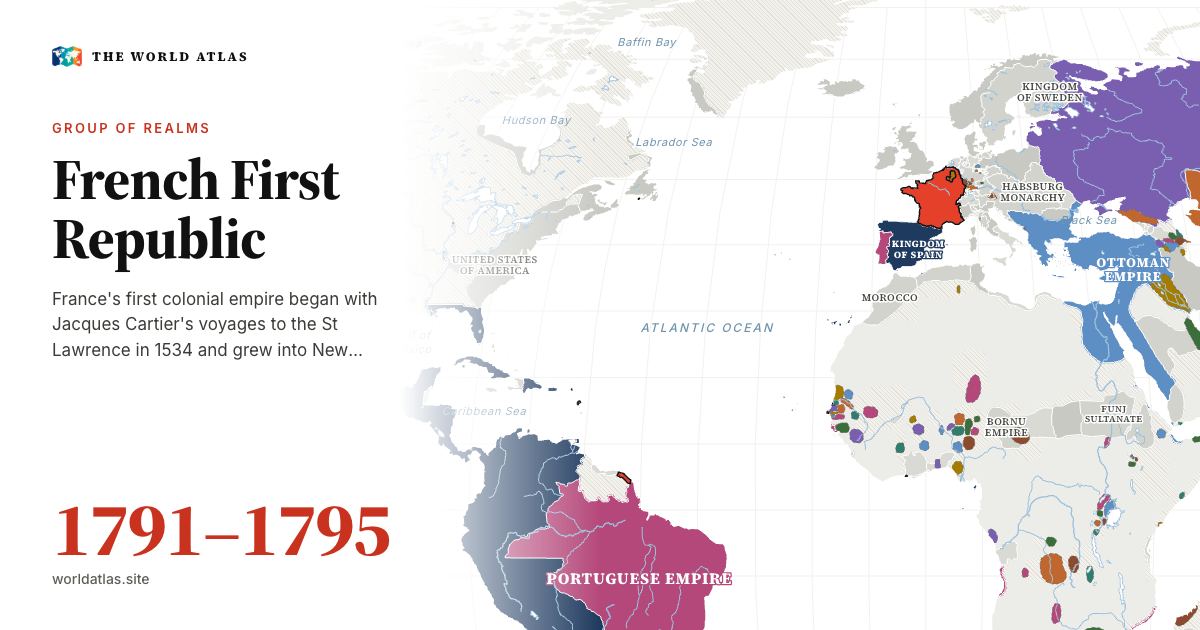 THE WORLD ATLAS
GROUP OF REALMS
French First
Republic
France's first colonial empire began with
Jacques Cartier's voyages to the St
Lawrence in 1534 and grew into New...
1791–1795
worldatlas.site
Baffin Bay
Hudson Bay
Labrador Sea
KINGDOM
OF SWEDEN
HABSBURG
MONARCHY
Black Sea
KINGDOM
OF SPAIN
OTTOMAN
EMPIRE
UNITED STATES
OF AMERICA
MOROCCO
ATLANTIC OCEAN
of
Caribbean Sea
BORNU
EMPIRE
FUNJ
SULTANATE
PORTUGUESE EMPIRE